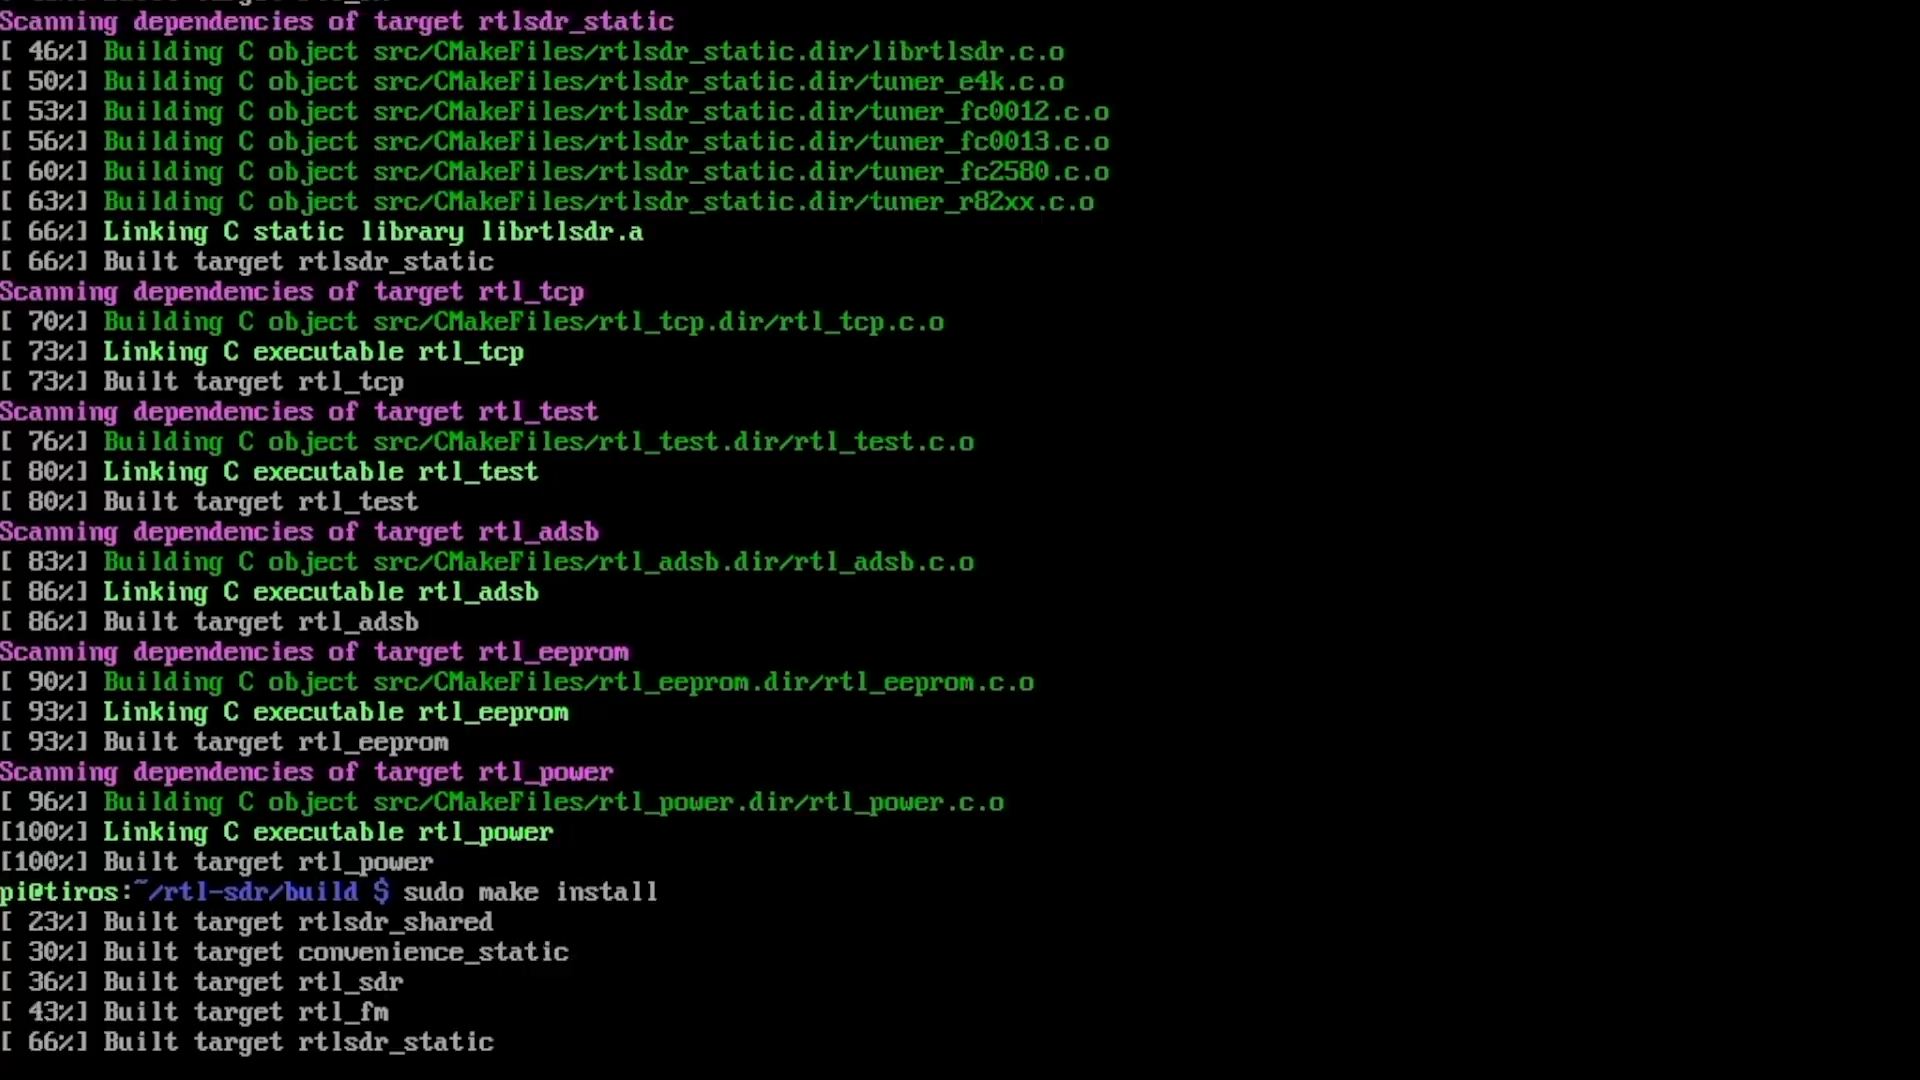 Scanning dependencies of target rtlsdr_static
[ 46%] Building C object src/CMakeFiles/rtlsdr_static.dir/librtlsdr.c.o
[ 50%] Building C object src/CMakeFiles/rtlsdr_static.dir/tuner_e4k.c.o
[ 53%] Building C object src/CMakeFiles/rtlsdr_static.dir/tuner_fc0012.c.o
[ 56%] Building C object src/CMakeFiles/rtlsdr_static.dir/tuner_fc0013.c.o
[ 60%] Building C object src/CMakeFiles/rtlsdr_static.dir/tuner_fc2580.c.o
[ 63%] Building C object src/CMakeFiles/rtlsdr_static.dir/tuner_r82xx.c.o
[ 66%] Linking C static library librtlsdr.a
[ 66%] Built target rtlsdr_static
Scanning dependencies of target rtl_tcp
[ 70%] Building C object src/CMakeFiles/rtl_tcp.dir/rtl_tcp.c.o
[ 73%] Linking C executable rtl_tcp
[ 73%] Built target rtl_tcp
Scanning dependencies of target rtl_test
[ 76%] Building C object src/CMakeFiles/rtl_test.dir/rtl_test.c.o
[ 80%] Linking C executable rtl_test
[ 80%] Built target rtl_test
Scanning dependencies of target rtl_adsb
[ 83%] Building C object src/CMakeFiles/rtl_adsb.dir/rtl_adsb.c.o
[ 86%] Linking C executable rtl_adsb
[ 86%] Built target rtl_adsb
Scanning dependencies of target rtl_eeprom
[ 90%] Building C object src/CMakeFiles/rtl_eeprom.dir/rtl_eeprom.c.o
[ 93%] Linking C executable rtl_eeprom
[ 93%] Built target rtl_eeprom
Scanning dependencies of target rtl_power
[ 96%] Building C object src/CMakeFiles/rtl_power.dir/rtl_power.c.o
[100%] Linking C executable rtl_power
[100%] Built target rtl_power
pi@tiros:~/rtl-sdr/build $ sudo make install
[ 23%] Built target rtlsdr_shared
[ 30%] Built target convenience_static
[ 36%] Built target rtl_sdr
[ 43%] Built target rtl_fm
[ 66%] Built target rtlsdr_static